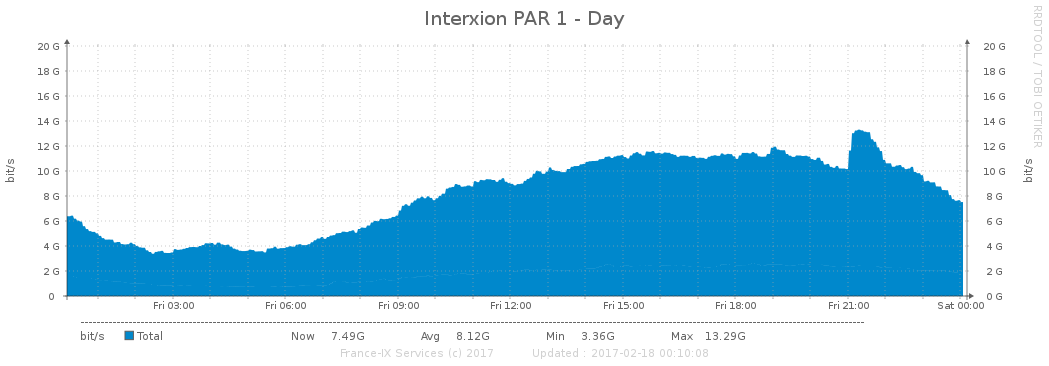 Interxion PAR 1 - Day
RRDTOOL / TOBI OETIKER
bit/s
20 G 20 G
18 G 18 G
16 G 16 G
14 G 14 G
12 G 12 G
10 G 10 G
8 G 8 G
6 G 6 G
4 G 4 G
2 G 2 G
0 0 G
bit/s
Fri 03:00 Fri 06:00 Fri 09:00 Fri 12:00 Fri 15:00 Fri 18:00 Fri 21:00 Sat 00:00
bit/s Total Now 7.49G Avg 8.12G Min 3.36G Max 13.29G
France-IX Services (c) 2017 Updated : 2017-02-18 00:10:08